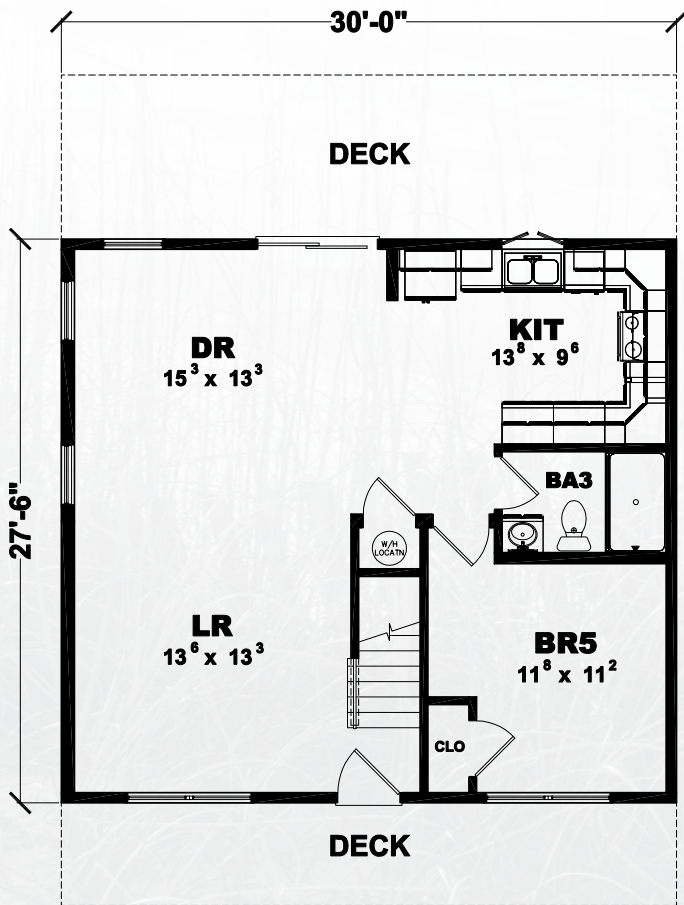 30'-0"
DECK
27'-6"
DR
15³ x 13³
KIT
13⁸ x 9⁶
BA3
W/H
LOCATN
LR
13⁶ x 13³
BR5
11⁸ x 11²
CLO
DECK